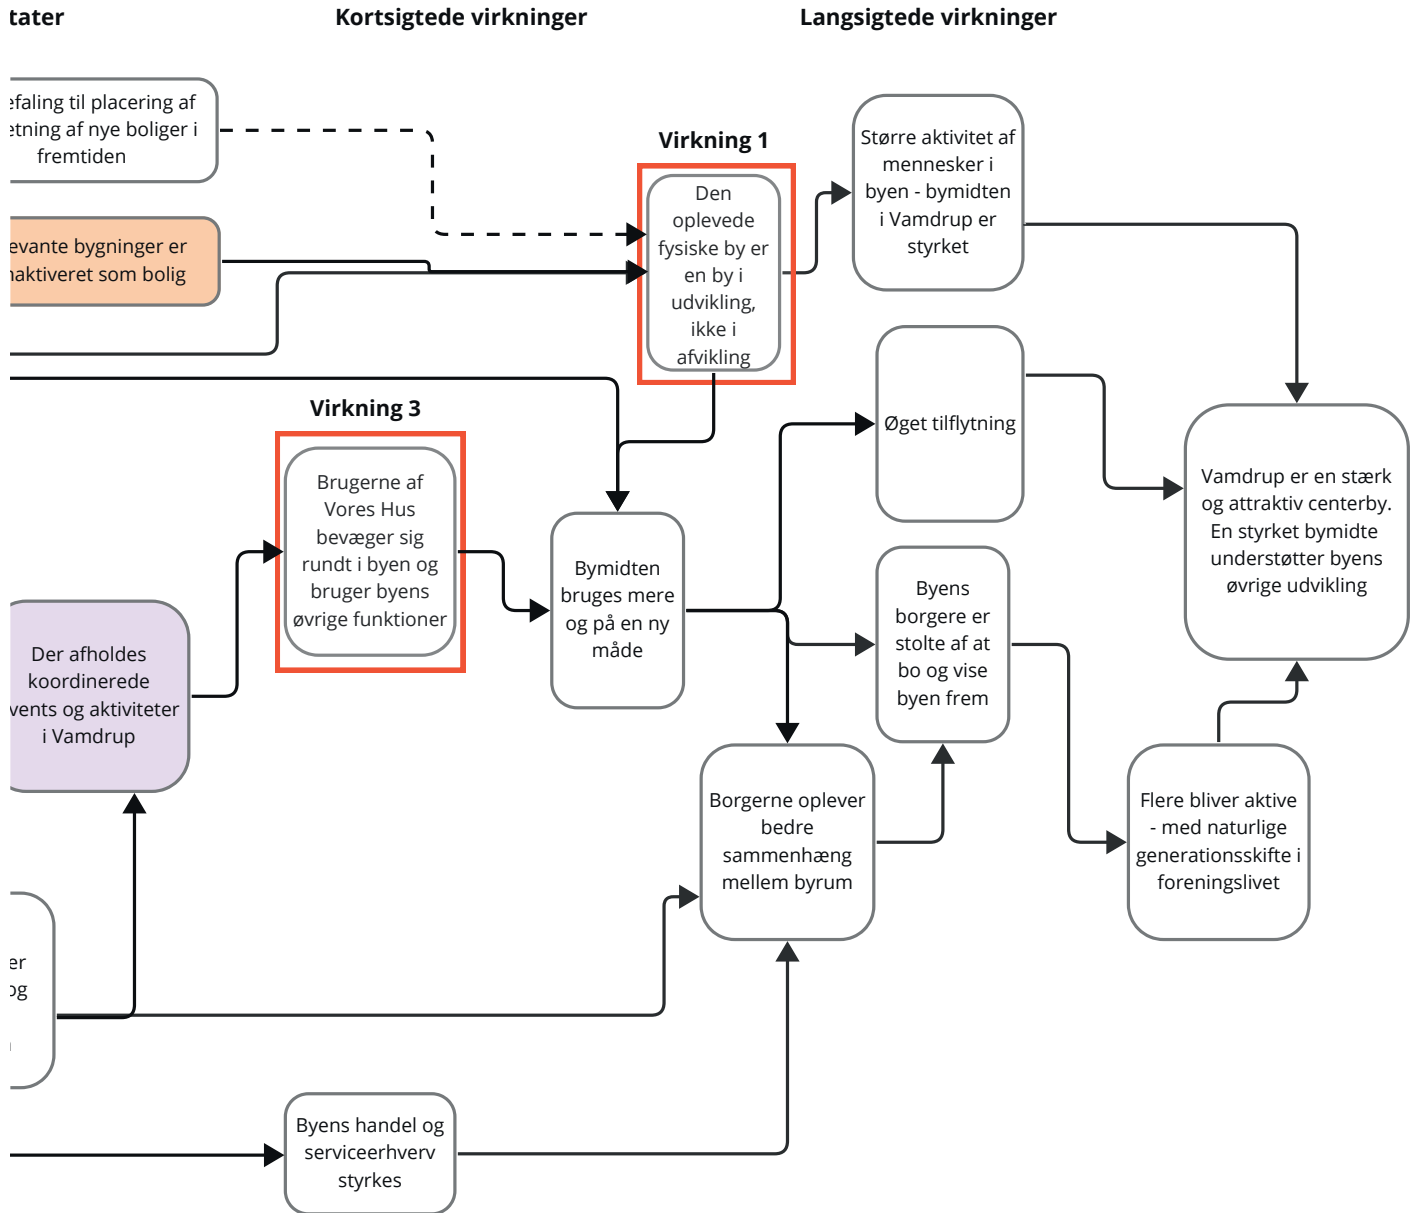 tater
Kortsigtede virkninger
Langsigtede virkninger
efaling til placering af
etning af nye boliger i
fremtiden
evante bygninger er
naktiveret som bolig
Virkning 1
Den
oplevede
fysiske by er
en by i
udvikling,
ikke i
afvikling
Større aktivitet af
mennesker i
byen - bymidten
i Vamdrup er
styrket
Øget tilflytning
Vamdrup er en stærk
og attraktiv centerby.
En styrket bymidte
understøtter byens
øvrige udvikling
Virkning 3
Brugerne af
Vores Hus
bevæger sig
rundt i byen og
bruger byens
øvrige funktioner
Bymidten
bruges mere
og på en ny
måde
Byens
borgere er
stolte af at
bo og vise
byen frem
Der afholdes
koordinerede
vents og aktiviteter
i Vamdrup
Borgerne oplever
bedre
sammenhæng
mellem byrum
Flere bliver aktive
- med naturlige
generationsskifte i
foreningslivet
er
og
Byens handel og
serviceerhverv
styrkes